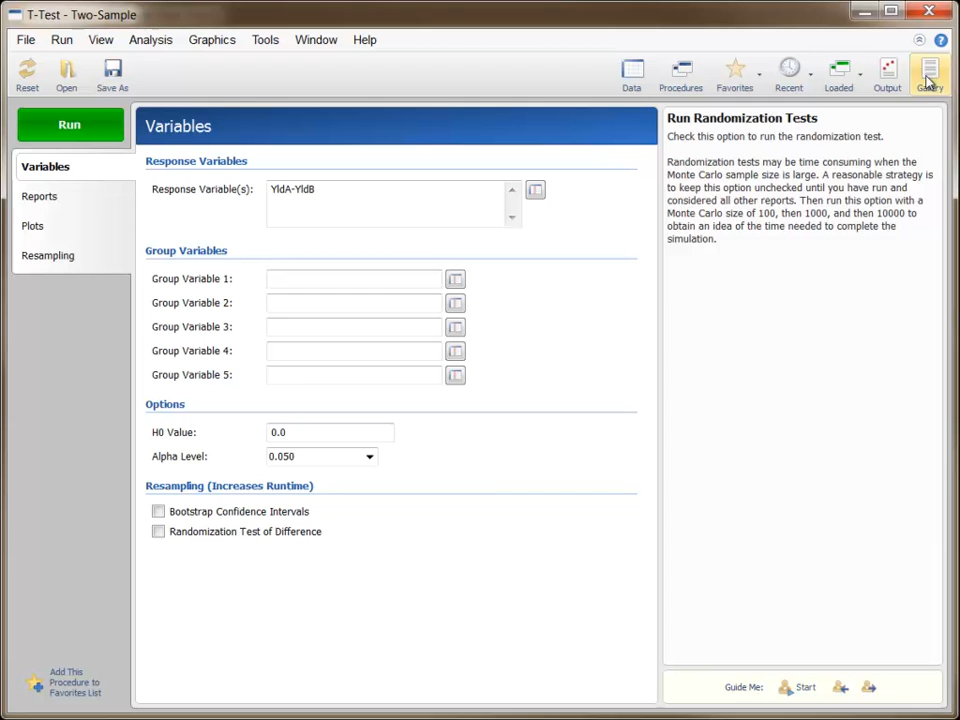 T-Test - Two-Sample
File Run View Analysis Graphics Tools Window Help
Reset Open Save As Data Procedures Favorites Recent Loaded Output Gallery
Run
Variables
Reports
Plots
Resampling
Add This
Procedure to
Favorites List
Variables
Response Variables
Response Variable(s): YldA-YldB
Group Variables
Group Variable 1:
Group Variable 2:
Group Variable 3:
Group Variable 4:
Group Variable 5:
Options
H0 Value: 0.0
Alpha Level: 0.050
Resampling (Increases Runtime)
Bootstrap Confidence Intervals
Randomization Test of Difference
Run Randomization Tests
Check this option to run the randomization test.
Randomization tests may be time consuming when the
Monte Carlo sample size is large. A reasonable strategy is
to keep this option unchecked until you have run and
considered all other reports. Then run this option with a
Monte Carlo size of 100, then 1000, and then 10000 to
obtain an idea of the time needed to complete the
simulation.
Guide Me: Start